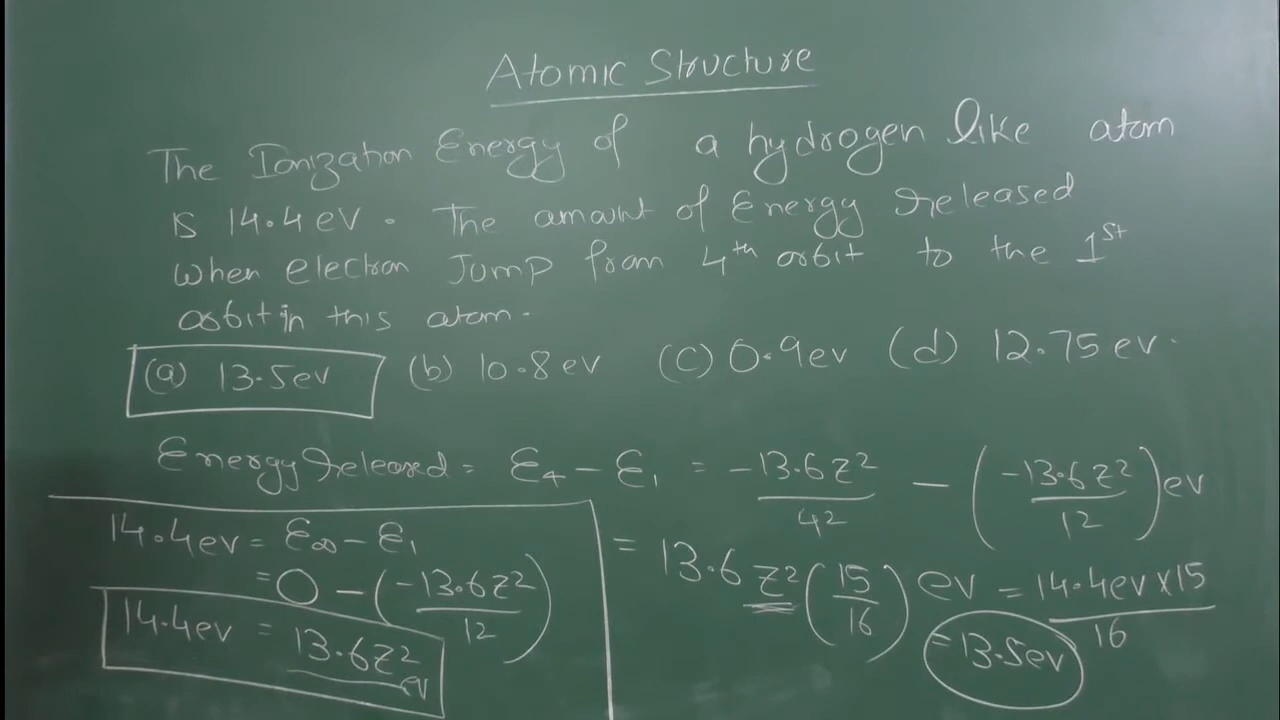 Atomic Structure
The Ionization Energy of a hydrogen like atom
is 14.4 eV. The amount of Energy released
when electron Jump from 4th orbit to the 1st
orbit in this atom.
(a) 13.5ev (b) 10.8 ev (c) 0.9ev (d) 12.75 ev.
Energy released = E4 - E1 = -13.6z²/4² - (-13.6z²/1²) ev
= 13.6 z² (15/16) ev = 14.4ev x 15/16
= 13.5ev
14.4ev = E∞ - E1
= 0 - (-13.6z²/1²)
14.4ev = 13.6z² ev